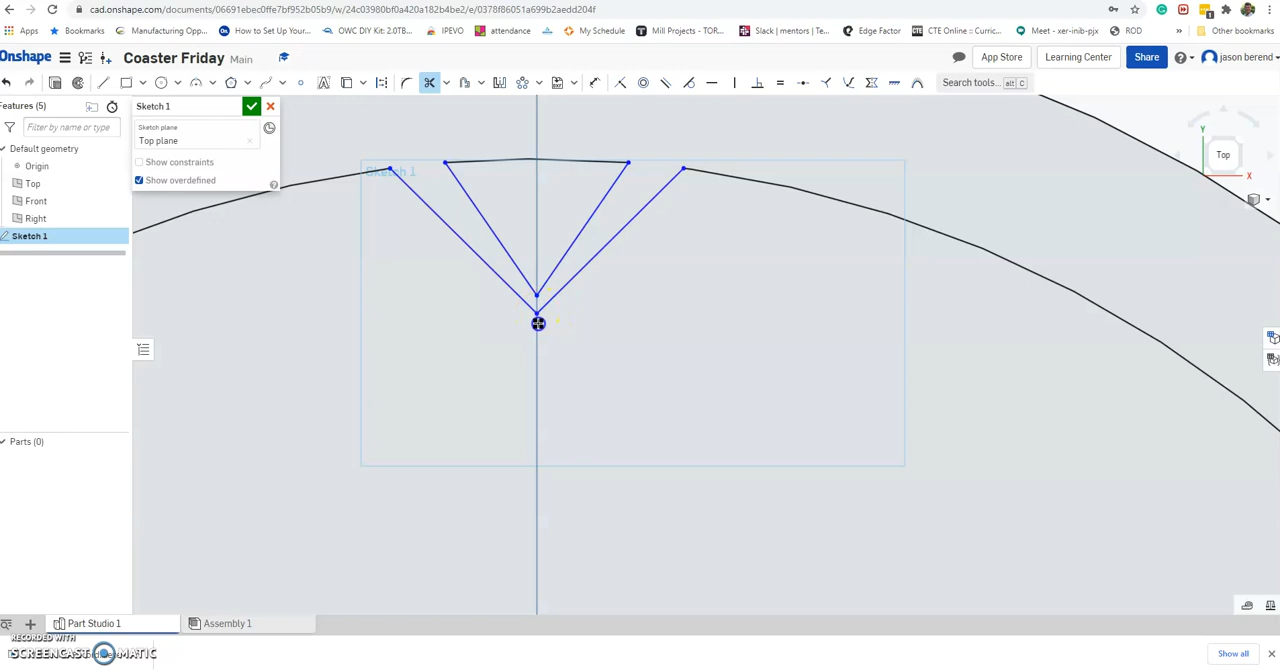 cad.onshape.com/documents/06691ebec0ffe7bf952b05b9/w/24c03980bf0a420a182b4be2/e/0378f86051a699b2aedd204f
Apps
Bookmarks
Manufacturing Opp...
How to Set Up Your...
OWC DIY Kit: 2.0TB...
IPEVO
attendance
My Schedule
Mill Projects - TOR...
Slack | mentors | Te...
Edge Factor
CTE Online :: Curric...
Meet - xer-inib-pjx
ROD
»
Other bookmarks
Onshape
Coaster Friday Main
App Store
Learning Center
Share
jason berend
Search tools... alt C
Features (5)
Filter by name or type
Default geometry
Origin
Top
Front
Right
Sketch 1
Parts (0)
Sketch 1
Sketch plane
Top plane
Show constraints
Show overdefined
Sketch 1
Y
Top
X
Part Studio 1
Assembly 1
RECORDED WITH
SCREENCAST MATIC
Show all